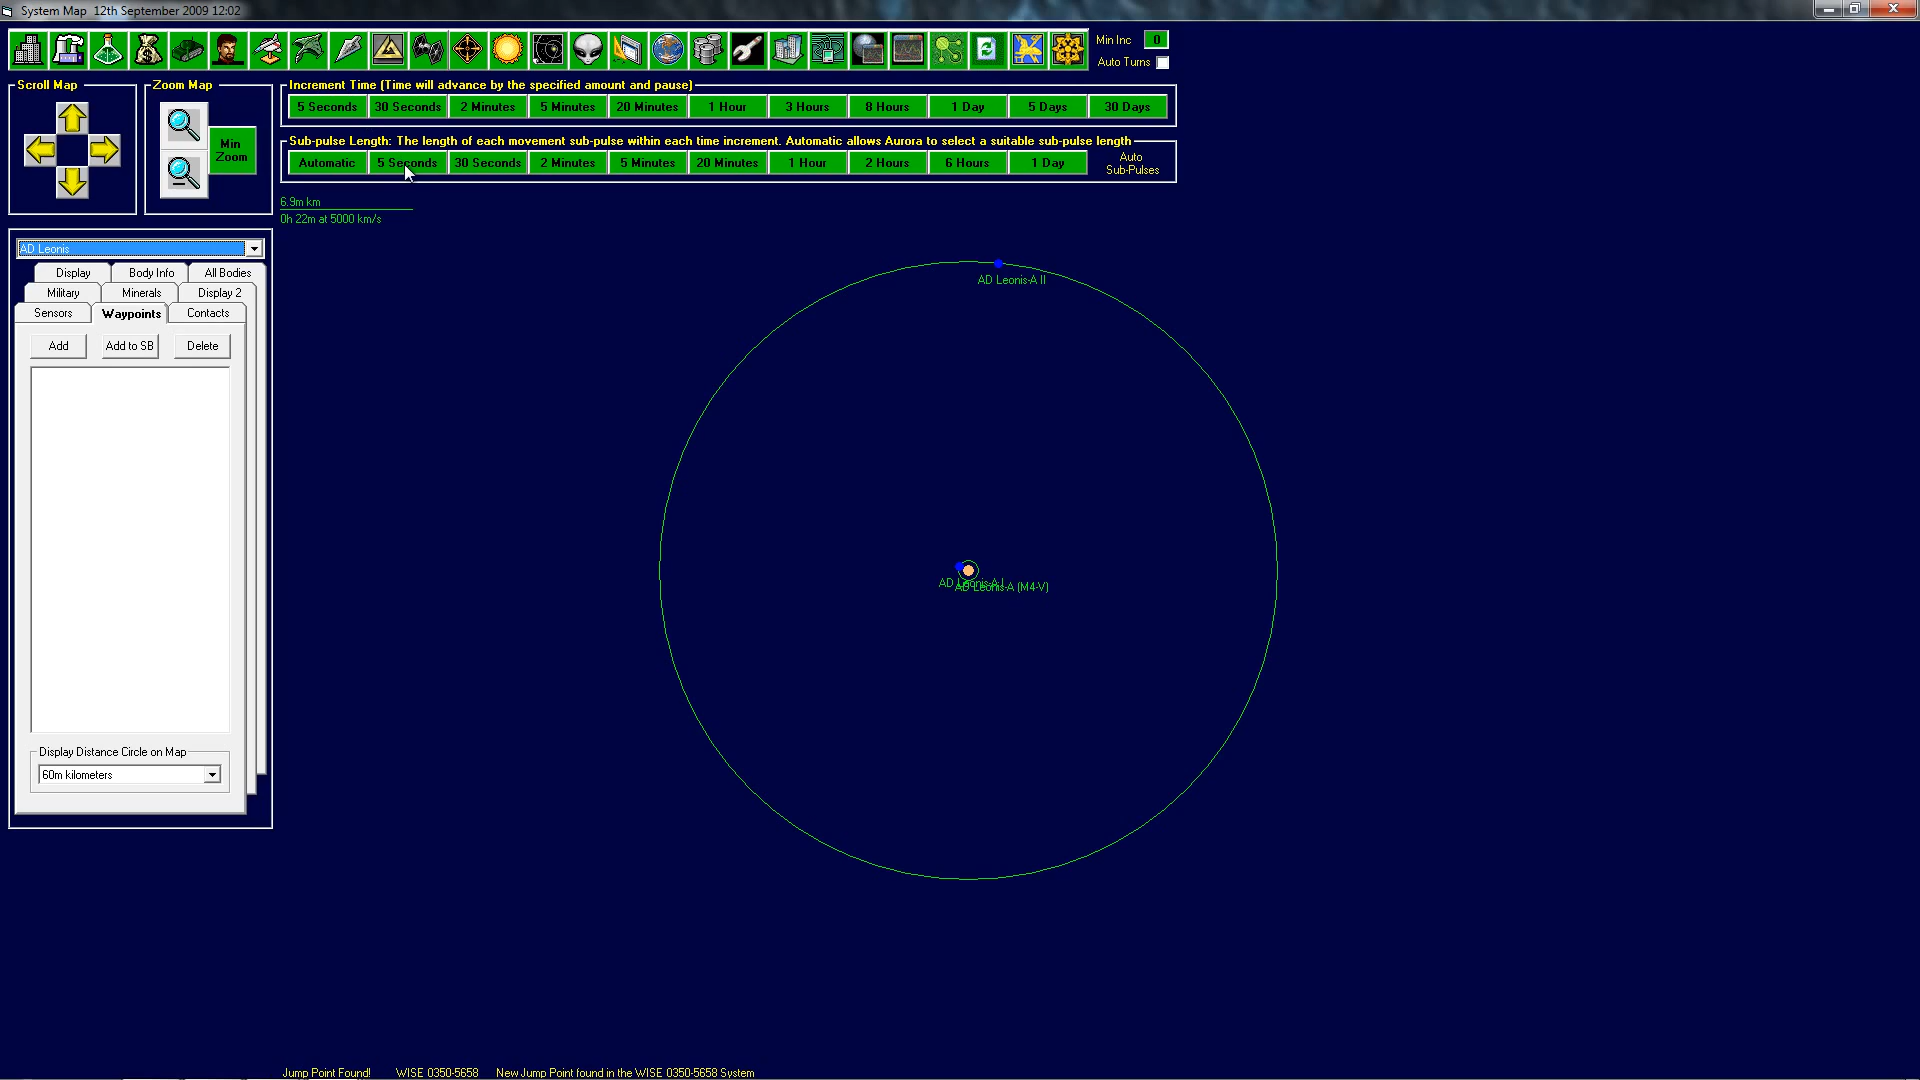 System Map 12th September 2009 12:02
Min Inc 0
Auto Turns
Scroll Map
Zoom Map
Min Zoom
Increment Time (Time will advance by the specified amount and pause)
5 Seconds 30 Seconds 2 Minutes 5 Minutes 20 Minutes 1 Hour 3 Hours 8 Hours 1 Day 5 Days 30 Days
Sub-pulse Length: The length of each movement sub-pulse within each time increment. Automatic allows Aurora to select a suitable sub-pulse length
Automatic 5 Seconds 30 Seconds 2 Minutes 5 Minutes 20 Minutes 1 Hour 2 Hours 6 Hours 1 Day
Auto
Sub-Pulses
6.9m km
0h 22m at 5000 km/s
AD Leonis
Display Body Info All Bodies
Military Minerals Display 2
Sensors Waypoints Contacts
Add Add to SB Delete
Display Distance Circle on Map
60m kilometers
AD Leonis-A II
AD Leonis-A I
AD Leonis-A (M4-V)
Jump Point Found! WISE 0350-5658 New Jump Point found in the WISE 0350-5658 System